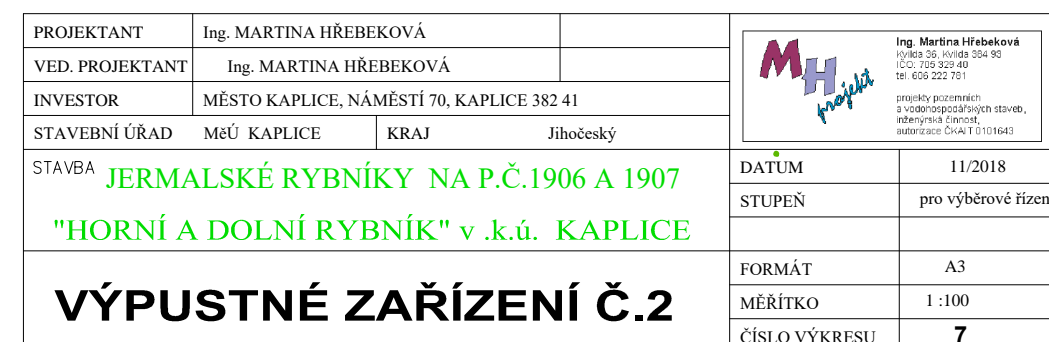 PROJEKTANT Ing. MARTINA HŘEBEKOVÁ
VED. PROJEKTANT Ing. MARTINA HŘEBEKOVÁ
INVESTOR MĚSTO KAPLICE, NÁMĚSTÍ 70, KAPLICE 382 41
STAVEBNÍ ÚŘAD MěÚ KAPLICE KRAJ Jihočeský
STAVBA JERMALSKÉ RYBNÍKY NA P.Č.1906 A 1907
"HORNÍ A DOLNÍ RYBNÍK" v .k.ú. KAPLICE
VÝPUSTNÉ ZAŘÍZENÍ Č.2
MH projekt
Ing. Martina Hřebeková
Kvilda 36, Kvilda 384 93
IČO: 705 329 40
tel. 606 222 781
projekty pozemních
a vodohospodářských staveb,
inženýrská činnost,
autorizace ČKAIT 0101643
DATUM 11/2018
STUPEŇ pro výběrové řízen
FORMÁT A3
MĚŘÍTKO 1 :100
ČÍSLO VÝKRESU 7